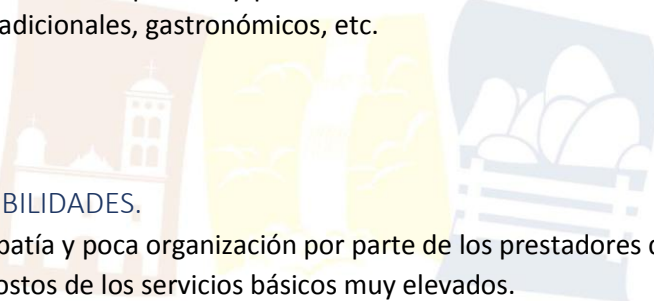 adicionales, gastronómicos, etc.
BILIDADES.
patía y poca organización por parte de los prestadores
ostos de los servicios básicos muy elevados.